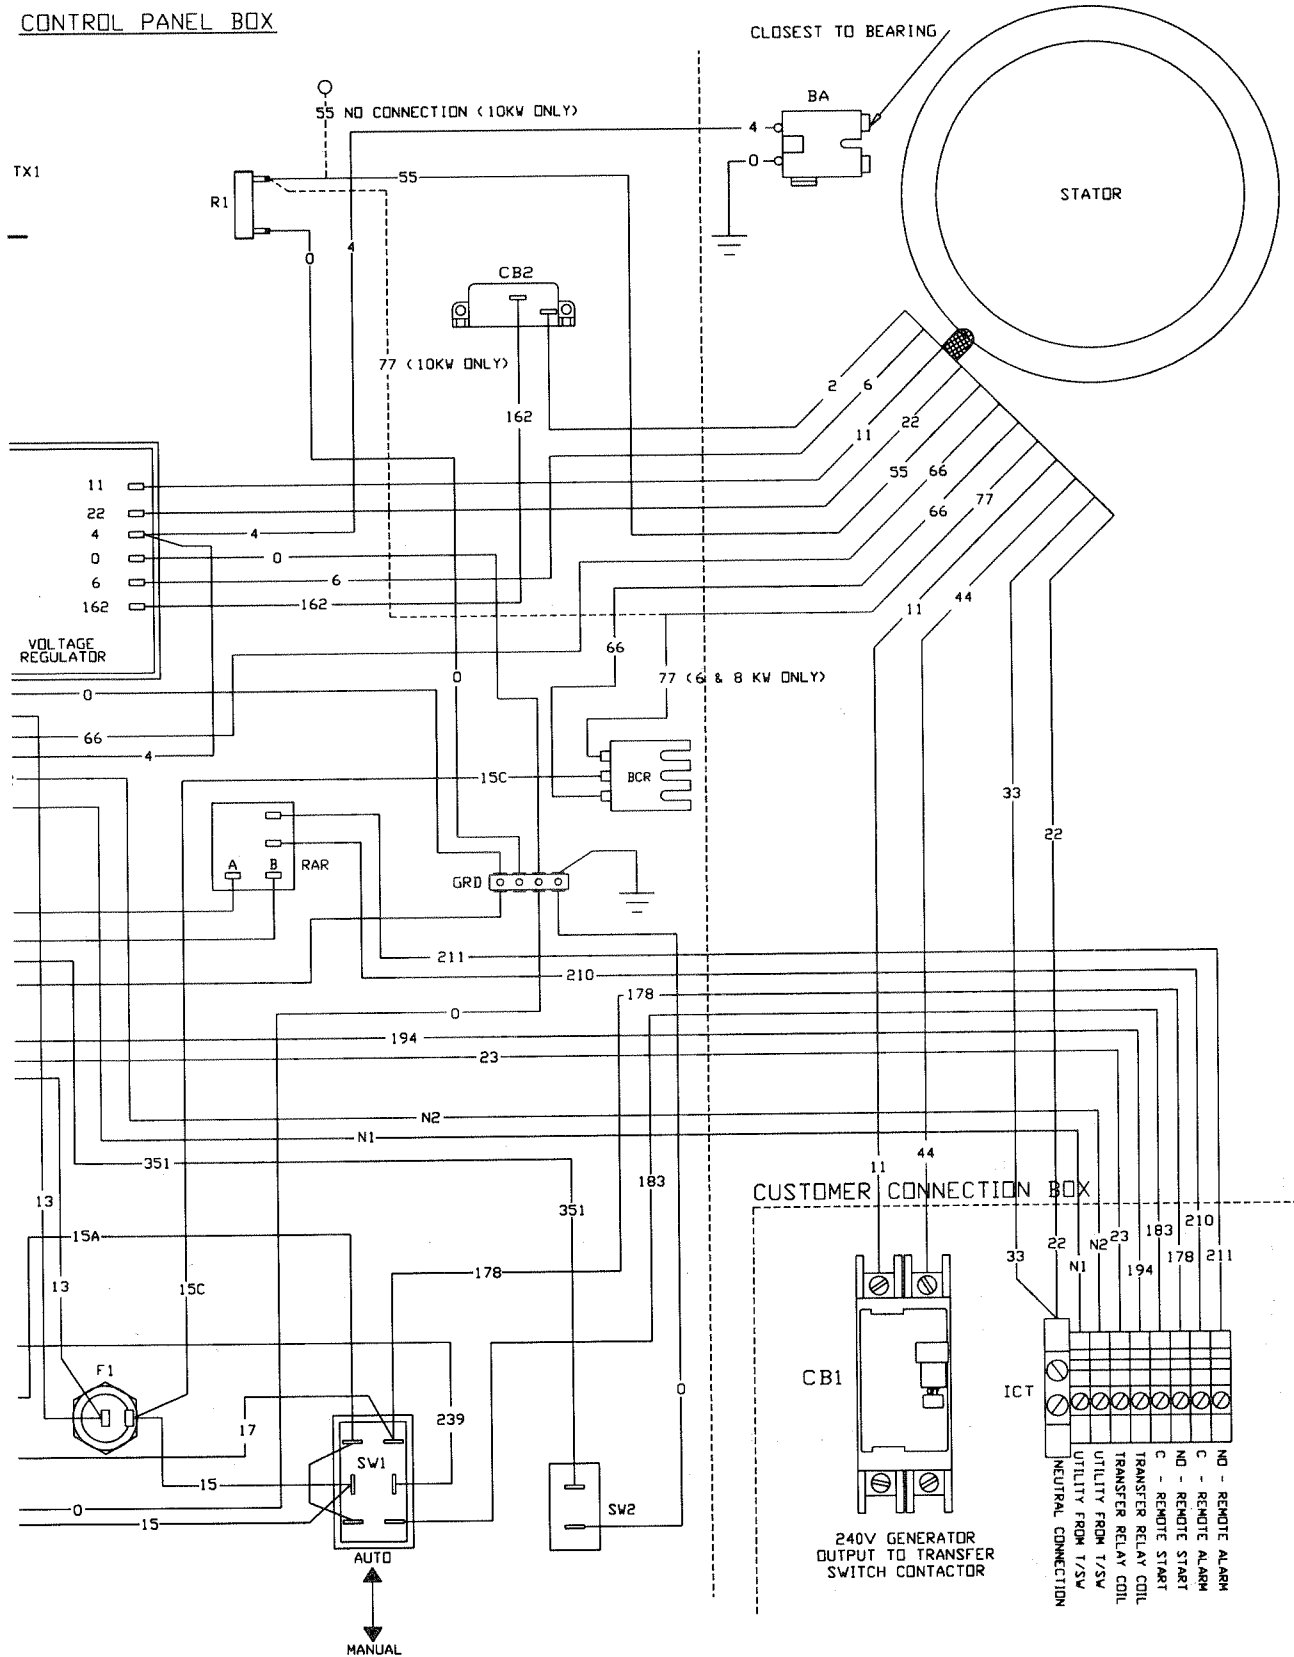 CONTROL PANEL BOX
CLOSEST TO BEARING
BA
55 NO CONNECTION (10KW ONLY)
4
TX1
0
55
R1
STATOR
0
4
CB2
77 (10KW ONLY)
2
6
162
22
11
55
66
11
77
66
22
4
4
0
0
6
6
162
162
11
44
VOLTAGE
REGULATOR
66
0
77 (6 & 8 KW ONLY)
0
66
4
15C
BCR
33
22
A
B
RAR
GRD
211
210
178
0
194
23
N2
N1
351
11
44
183
CUSTOMER CONNECTION BOX
13
351
15A
210
183
23
N2
22
33
178
211
194
N1
13
15C
178
F1
CB1
ICT
0
17
239
SW1
15
0
15
SW2
AUTO
MANUAL
240V GENERATOR
OUTPUT TO TRANSFER
SWITCH CONTACTOR
NEUTRAL CONNECTION
UTILITY FROM T/SW
UTILITY FROM T/SW
TRANSFER RELAY COIL
TRANSFER RELAY COIL
C - REMOTE START
NO - REMOTE START
C - REMOTE ALARM
NO - REMOTE ALARM